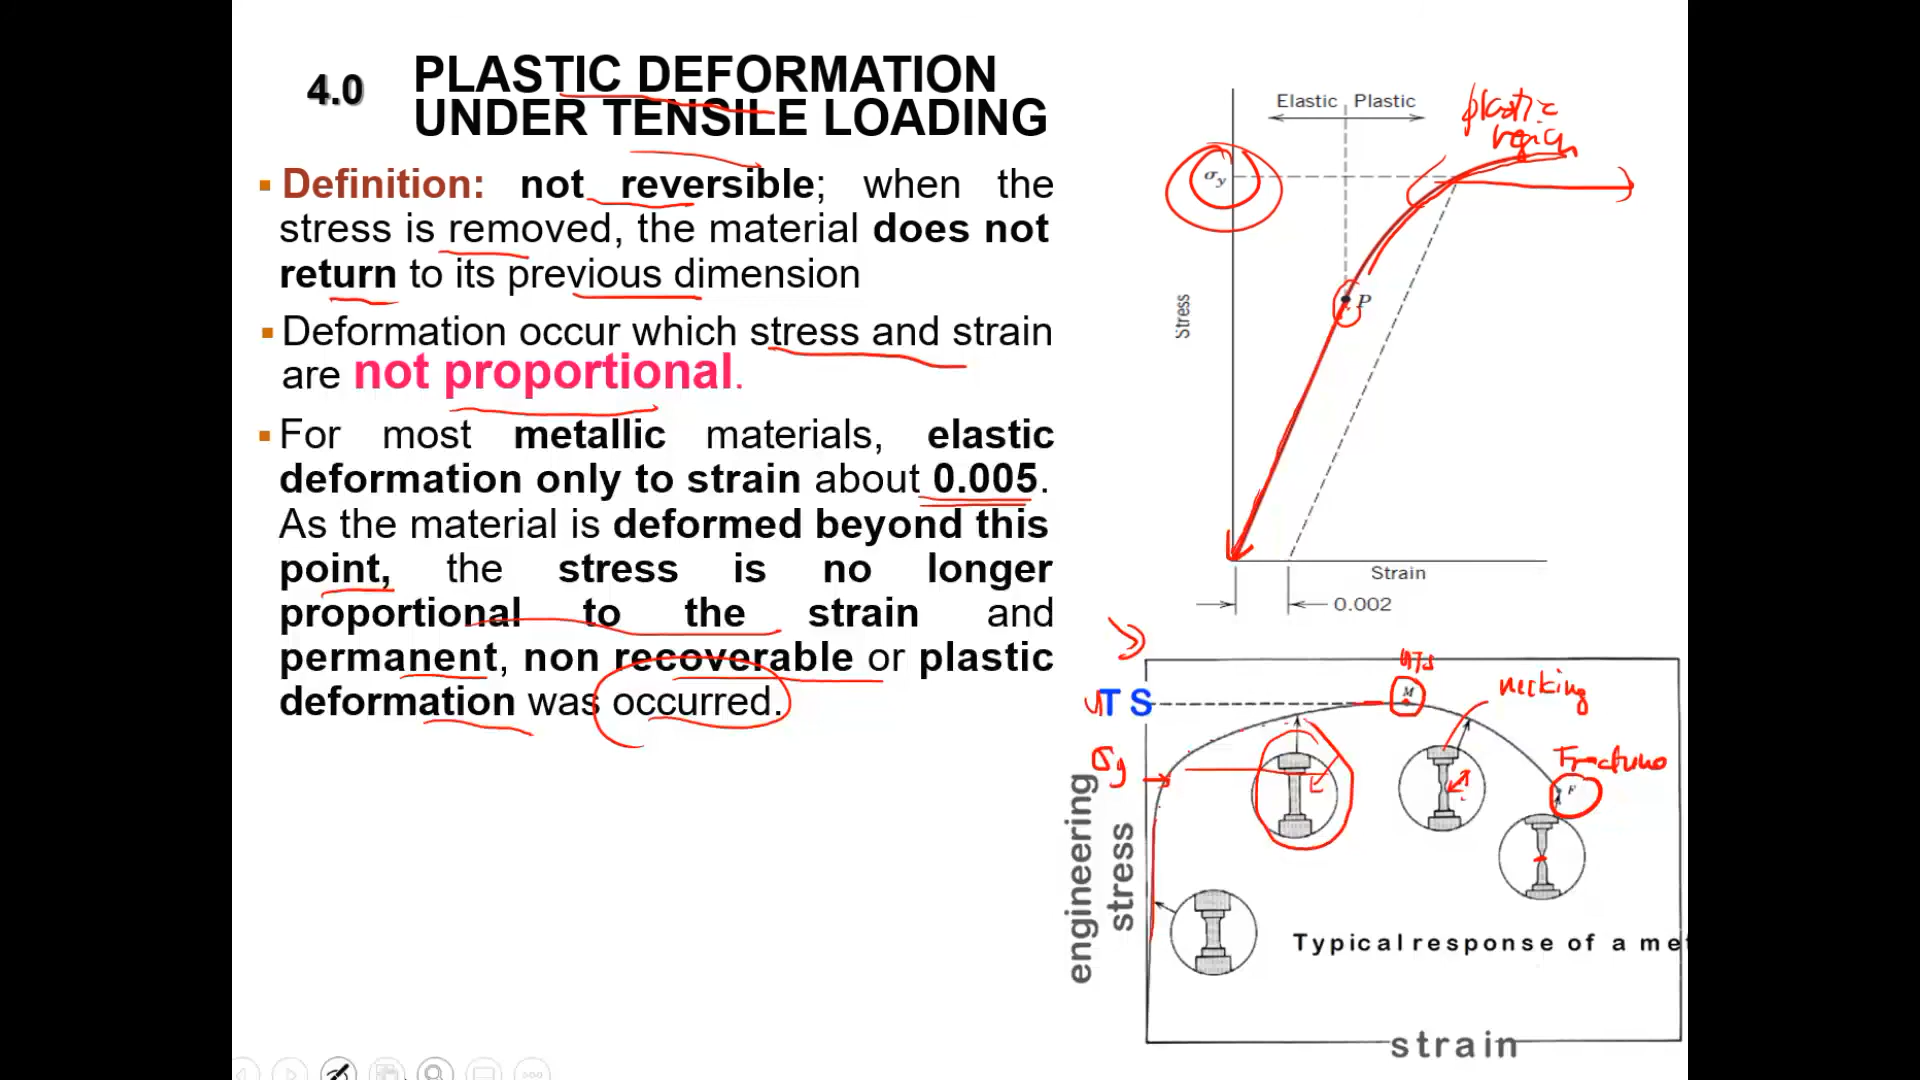 4.0 PLASTIC DEFORMATION
UNDER TENSILE LOADING
▪ Definition: not reversible; when the
stress is removed, the material does not
return to its previous dimension
▪ Deformation occur which stress and strain
are not proportional.
▪ For most metallic materials, elastic
deformation only to strain about 0.005.
As the material is deformed beyond this
point, the stress is no longer
proportional to the strain and
permanent, non recoverable or plastic
deformation was occurred.
Elastic Plastic
plastic
region
σy
P
Stress
Strain
0.002
UTS
M
necking
UTS
σy
Fracture
F
engineering
stress
Typical response of a met
strain